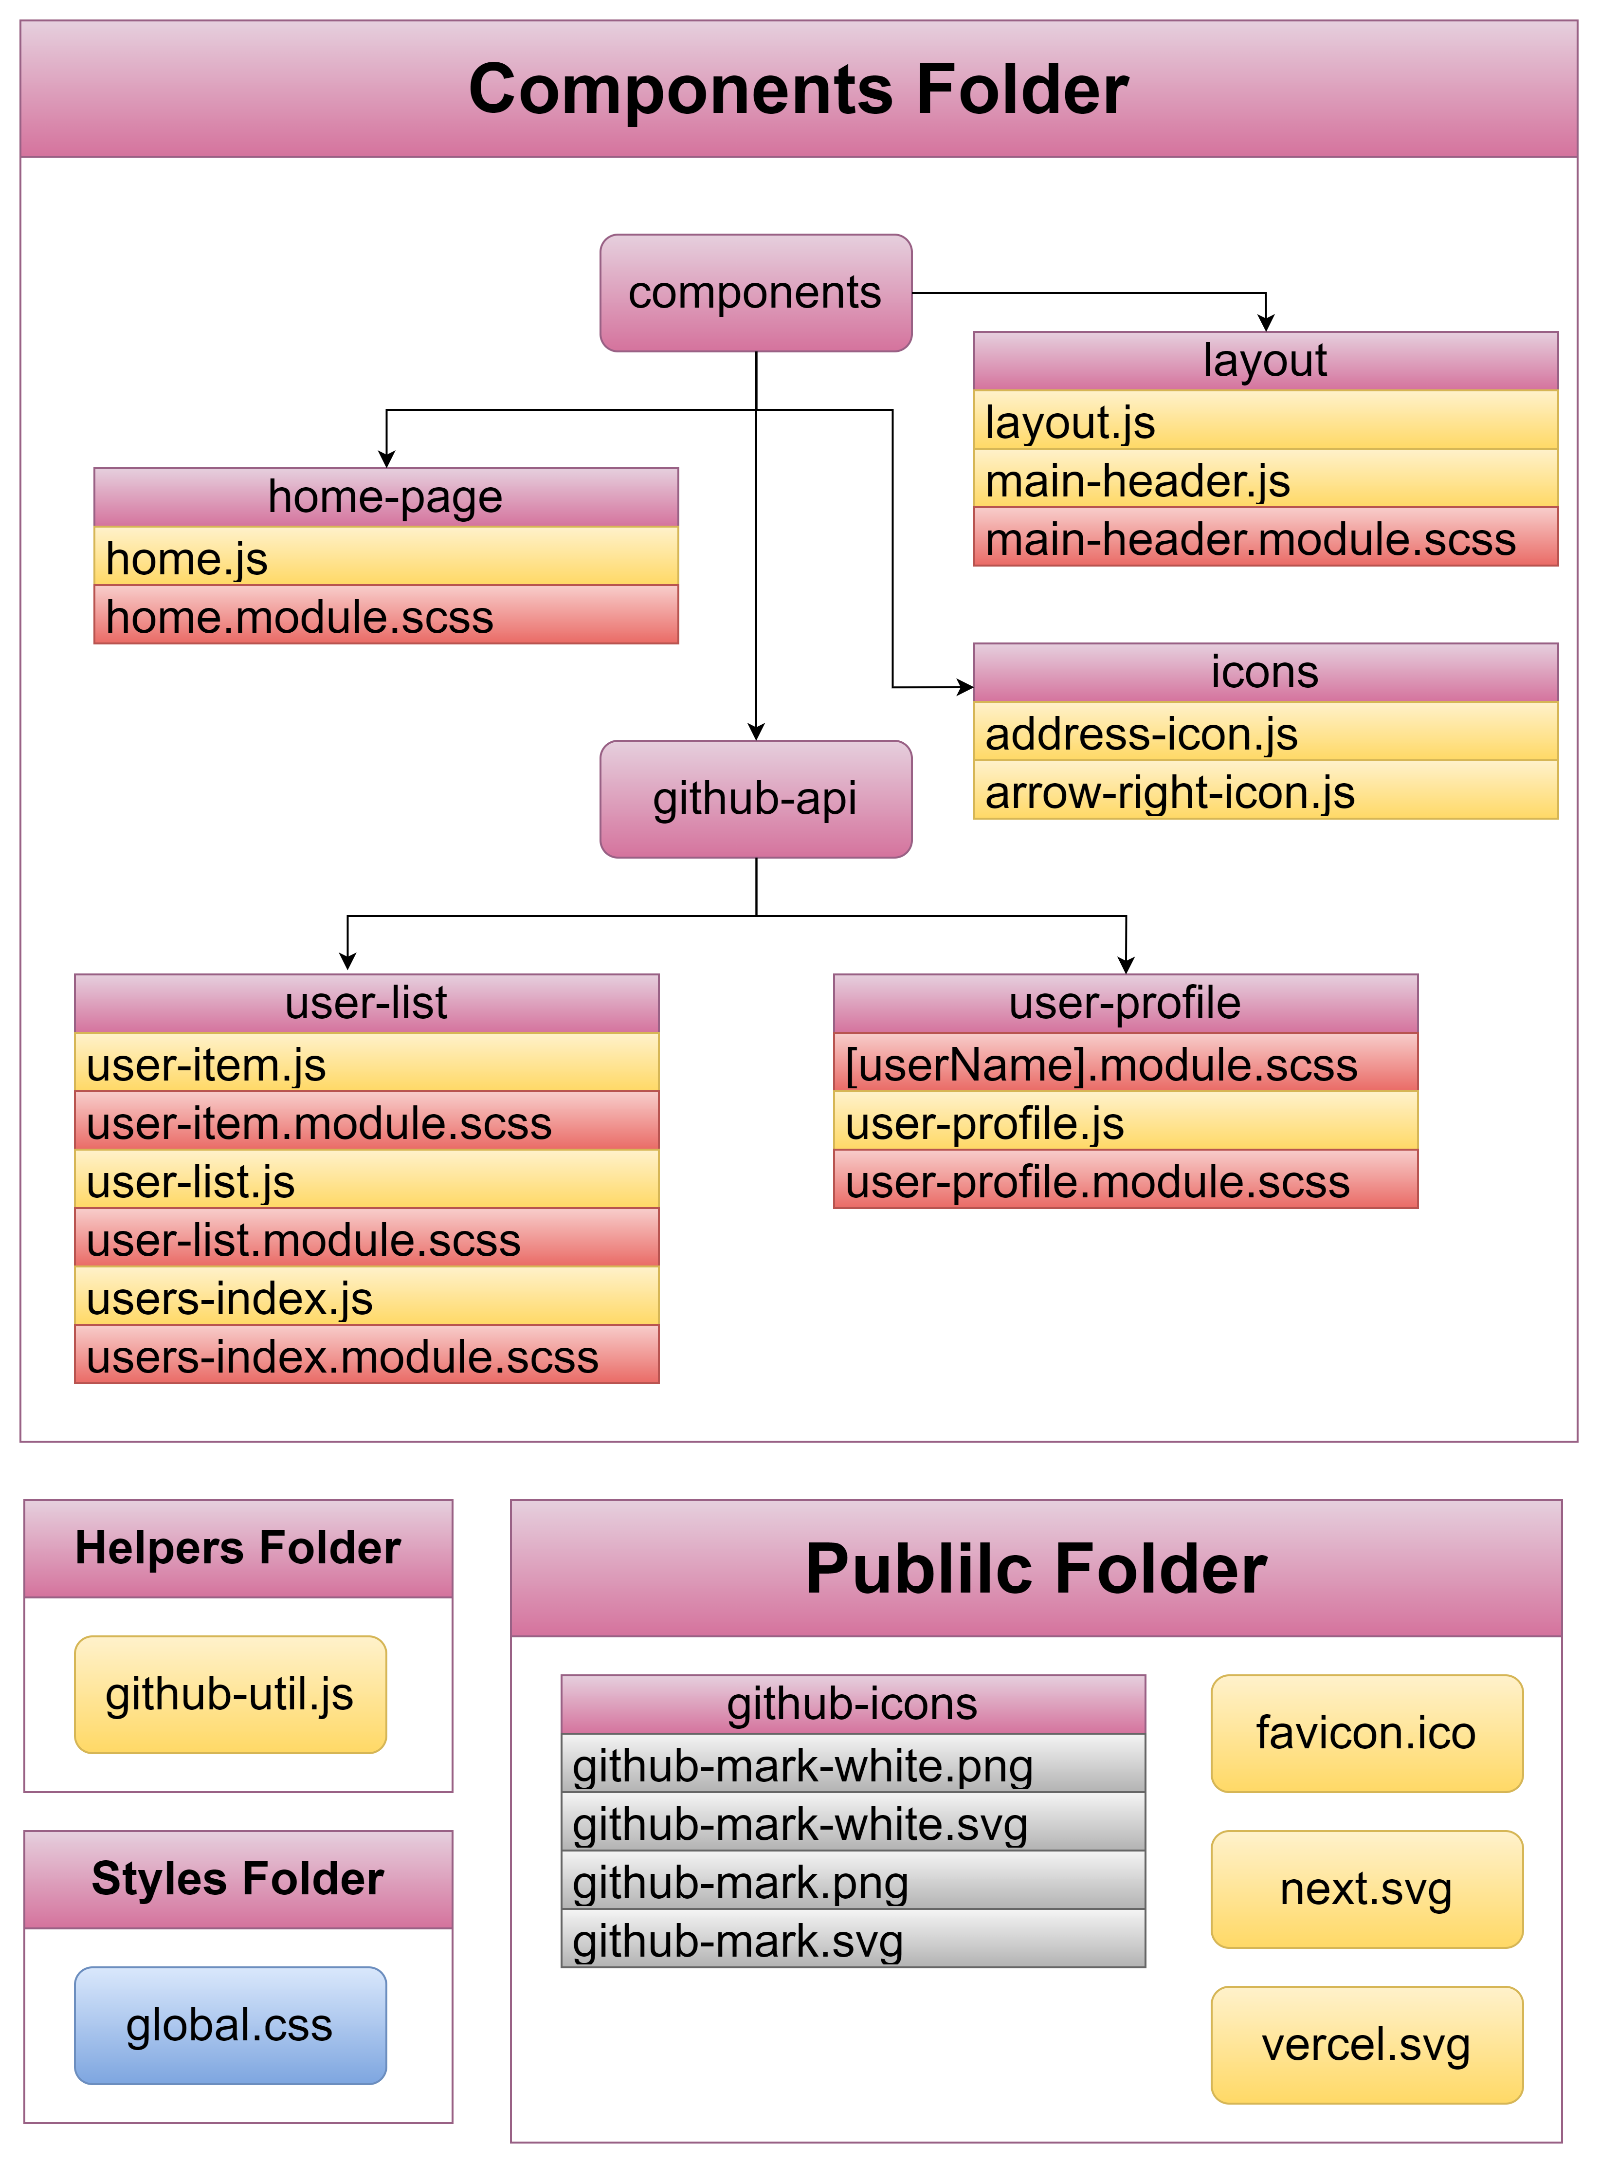 Components Folder
components
layout
layout.js
main-header.js
main-header.module.scss
home-page
home.js
home.module.scss
icons
address-icon.js
arrow-right-icon.js
github-api
user-list
user-item.js
user-item.module.scss
user-list.js
user-list.module.scss
users-index.js
users-index.module.scss
user-profile
[userName].module.scss
user-profile.js
user-profile.module.scss
Helpers Folder
github-util.js
Styles Folder
global.css
Publilc Folder
github-icons
github-mark-white.png
github-mark-white.svg
github-mark.png
github-mark.svg
favicon.ico
next.svg
vercel.svg